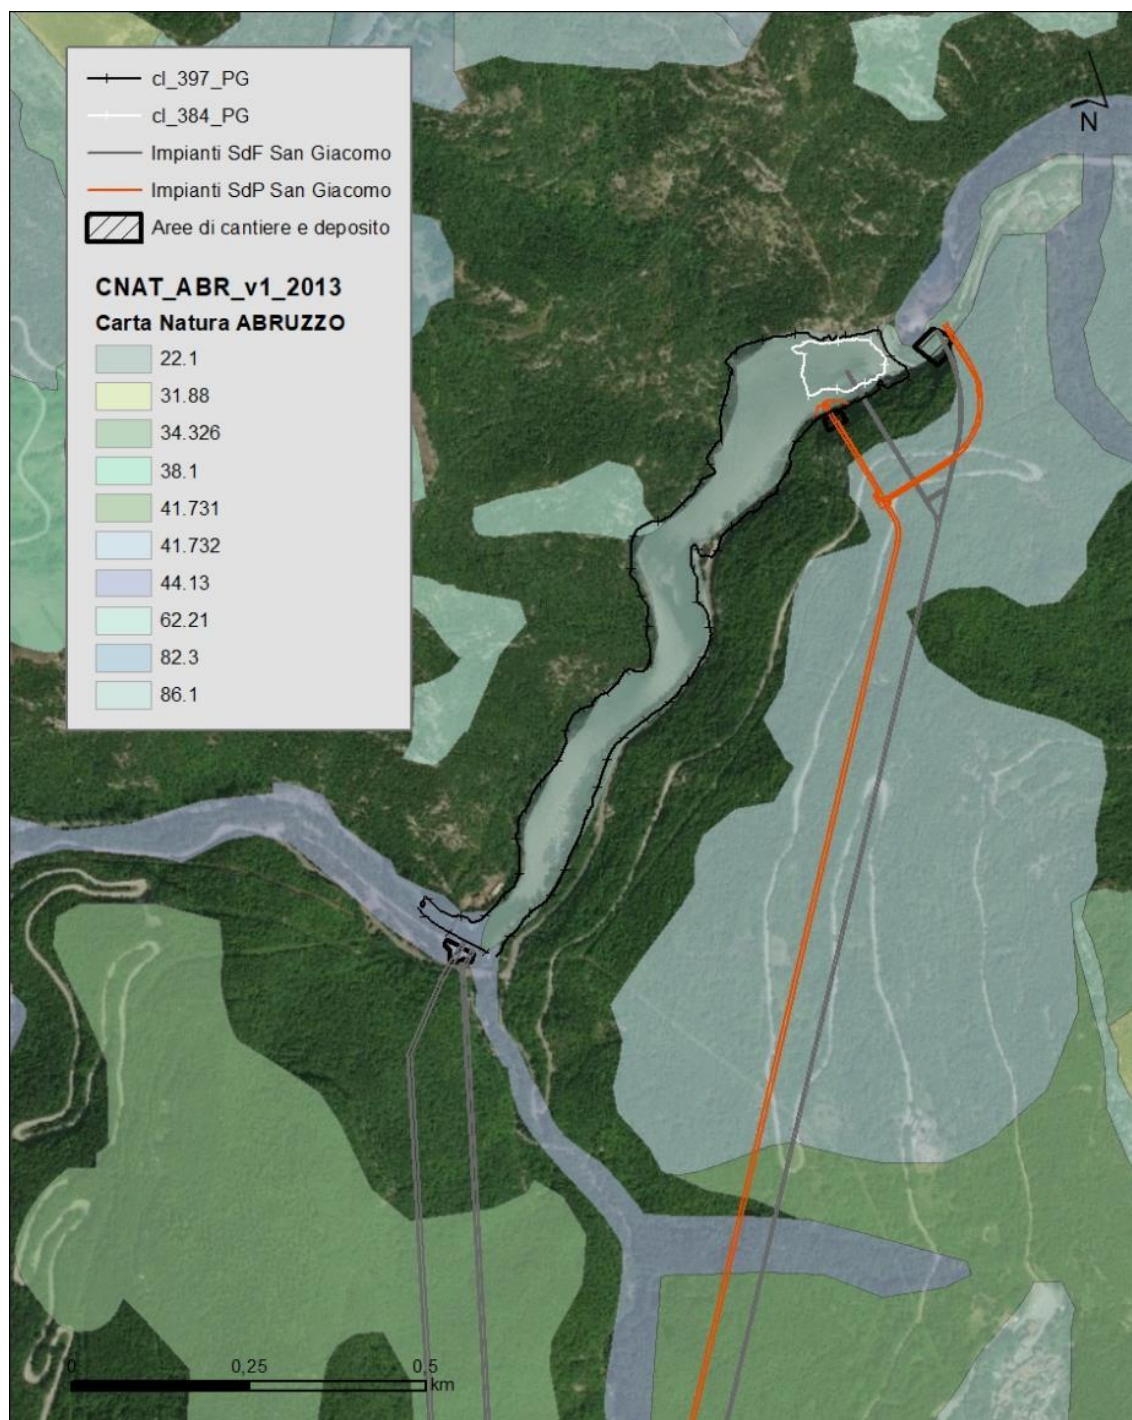 cl_397_PG
cl_384_PG
Impianti SdF San Giacomo
Impianti SdP San Giacomo
Aree di cantiere e deposito
CNAT_ABR_v1_2013
Carta Natura ABRUZZO
22.1
31.88
34.326
38.1
41.731
41.732
44.13
62.21
82.3
86.1
N
0 0,25 0,5
km